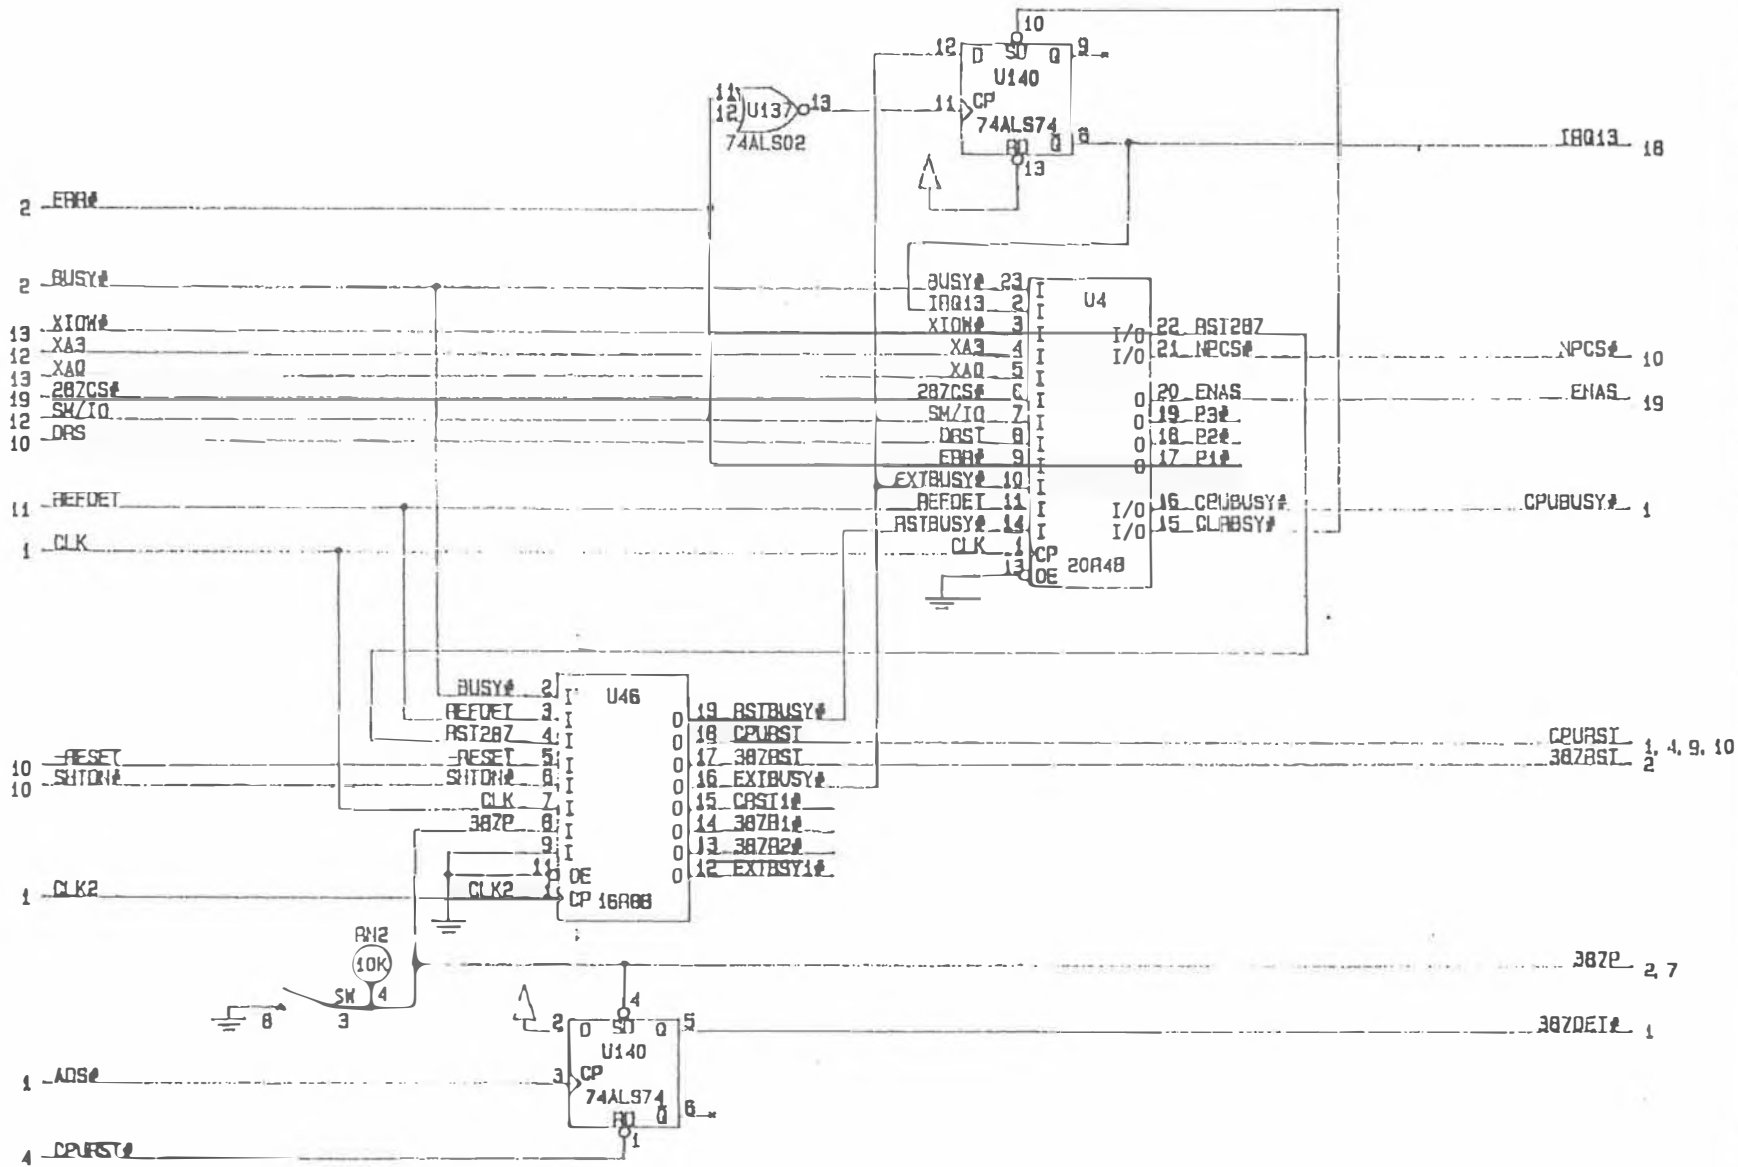 10
12 D SD Q 9
U140
11 U137 13 11 CP
12
74ALS02 74ALS74
RD Q 8 IRQ13 18
13
2 ERR#
2 BUSY# BUSY# 23 I U4
IRQ13 2 I
13 XIOW# XIOW# 3 I I/O 22 RST287
12 XA3 XA3 4 I I/O 21 NPCS# NPCS# 10
13 XA0 XA0 5 I
19 287CS# 287CS# 6 I O 20 ENAS ENAS 19
12 SM/IO SM/IO 7 I O 19 P3#
10 DRS DRST 8 I O 18 P2#
ERR# 9 I O 17 P1#
EXTBUSY# 10 I
11 REFDET REFDET 11 I I/O 16 CPUBUSY# CPUBUSY# 1
RSTBUSY# 14 I I/O 15 CLRBSY#
1 CLK CLK 1 CP
13 OE 20R4B
BUSY# 2 I U46
REFDET 3 I O 19 RSTBUSY#
RST287 4 I O 18 CPURST CPURST 1, 4, 9, 10
10 RESET RESET 5 I O 17 387RST 387RST 2
10 SHTDN# SHTDN# 6 I O 16 EXTBUSY#
CLK 7 I O 15 CRST1#
387P 8 I O 14 387R1#
9 I O 13 387R2#
11 OE O 12 EXTBSY1#
1 CLK2 CLK2 1 CP 16R8B
RN2
10K 387P 2, 7
SW 4
8 3 4
2 D SD Q 5 387DET# 1
U140
1 ADS# 3 CP
74ALS74
RD Q 6
1
4 CPURST#